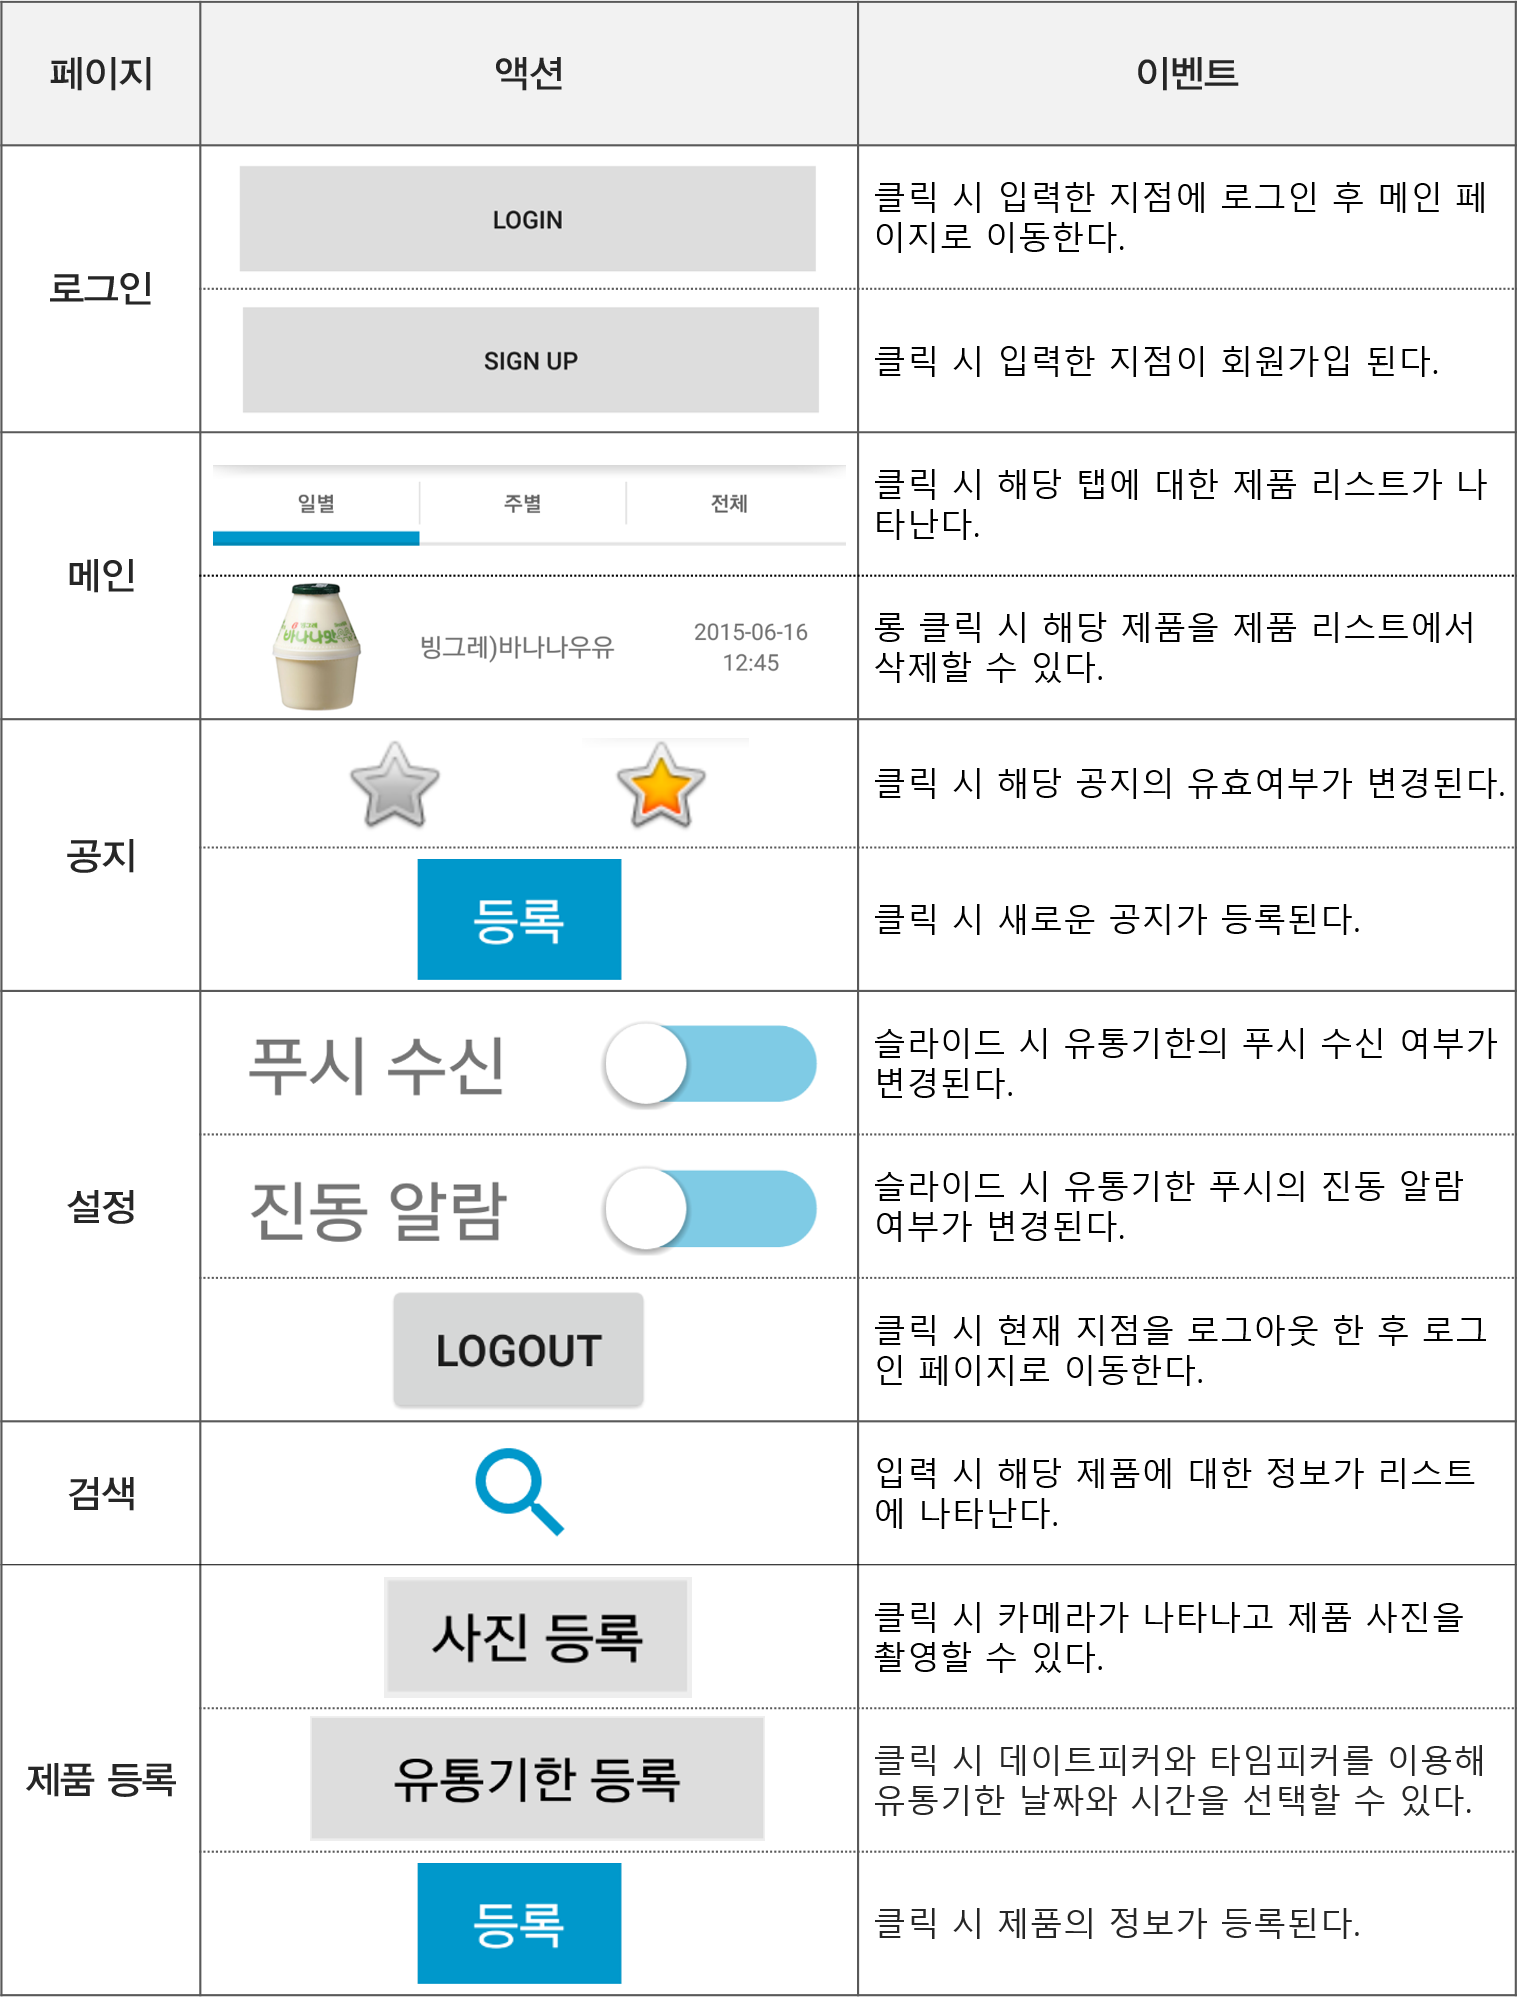 페이지
액션
이벤트
로그인
LOGIN
클릭 시 입력한 지점에 로그인 후 메인 페
이지로 이동한다.
SIGN UP
클릭 시 입력한 지점이 회원가입 된다.
메인
일별
주별
전체
클릭 시 해당 탭에 대한 제품 리스트가 나
타난다.
빙그레
바나나맛
빙그레)바나나우유
2015-06-16
12:45
롱 클릭 시 해당 제품을 제품 리스트에서
삭제할 수 있다.
공지
클릭 시 해당 공지의 유효여부가 변경된다.
등록
클릭 시 새로운 공지가 등록된다.
설정
푸시 수신
슬라이드 시 유통기한의 푸시 수신 여부가
변경된다.
진동 알람
슬라이드 시 유통기한 푸시의 진동 알람
여부가 변경된다.
LOGOUT
클릭 시 현재 지점을 로그아웃 한 후 로그
인 페이지로 이동한다.
검색
입력 시 해당 제품에 대한 정보가 리스트
에 나타난다.
제품 등록
사진 등록
클릭 시 카메라가 나타나고 제품 사진을
촬영할 수 있다.
유통기한 등록
클릭 시 데이트피커와 타임피커를 이용해
유통기한 날짜와 시간을 선택할 수 있다.
등록
클릭 시 제품의 정보가 등록된다.